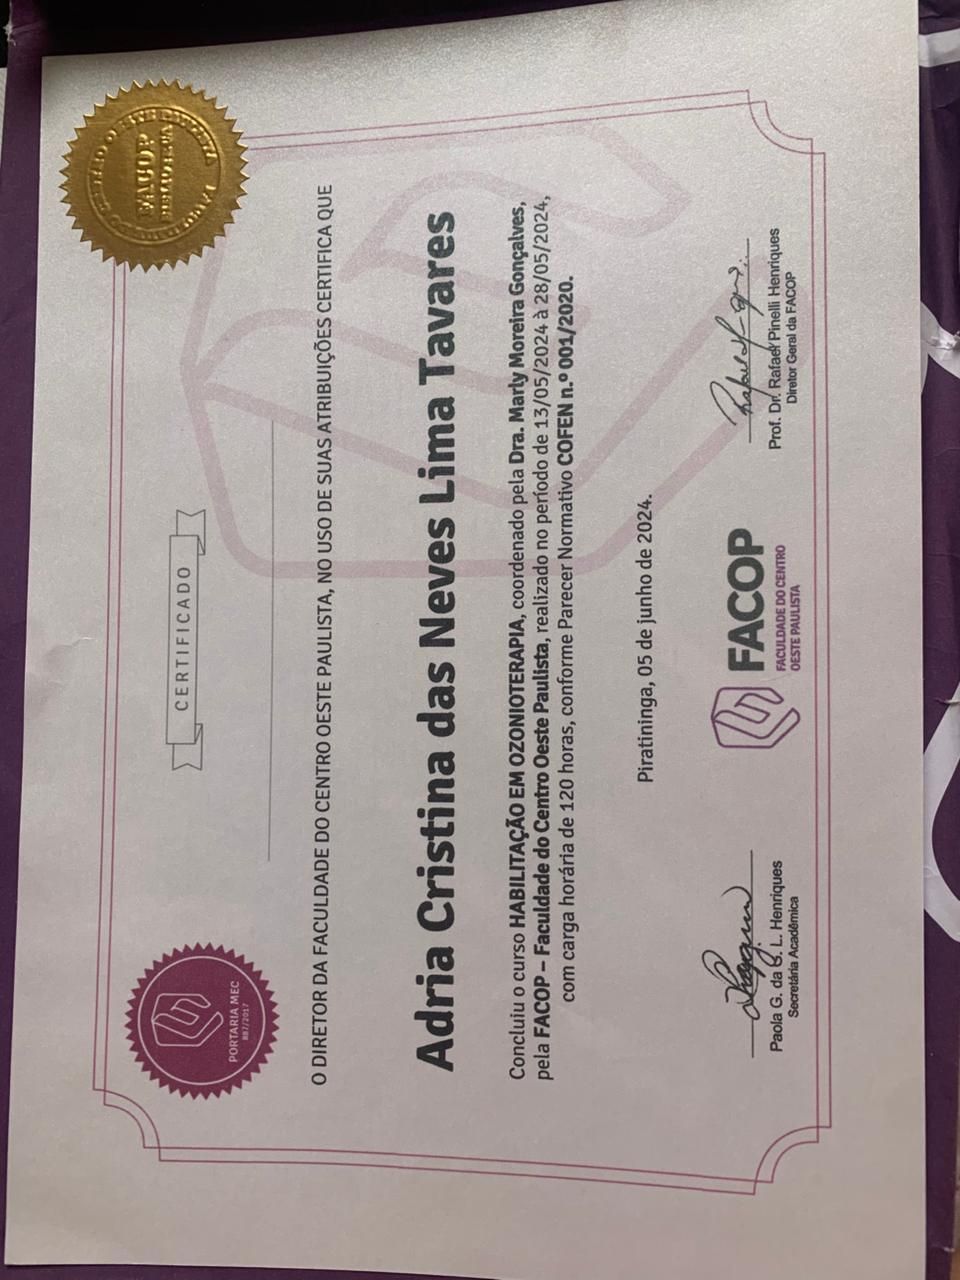 CERTIFICADO
O DIRETOR DA FACULDADE DO CENTRO OESTE PAULISTA, NO USO DE SUAS ATRIBUIÇÕES CERTIFICA QUE
Adria Cristina das Neves Lima Tavares
Concluiu o curso HABILITAÇÃO EM OZONIOTERAPIA, coordenado pela Dra. Marly Moreira Gonçalves,
pela FACOP – Faculdade do Centro Oeste Paulista, realizado no período de 13/05/2024 à 28/05/2024,
com carga horária de 120 horas, conforme Parecer Normativo COFEN n.º 001/2020.
Piratininga, 05 de junho de 2024.
Paola G. da B. L. Henriques
Secretária Acadêmica
FACOP
FACULDADE DO CENTRO
OESTE PAULISTA
Prof. Dr. Rafael Pinelli Henriques
Diretor Geral da FACOP
PORTARIA MEC
887/2017
FACOP